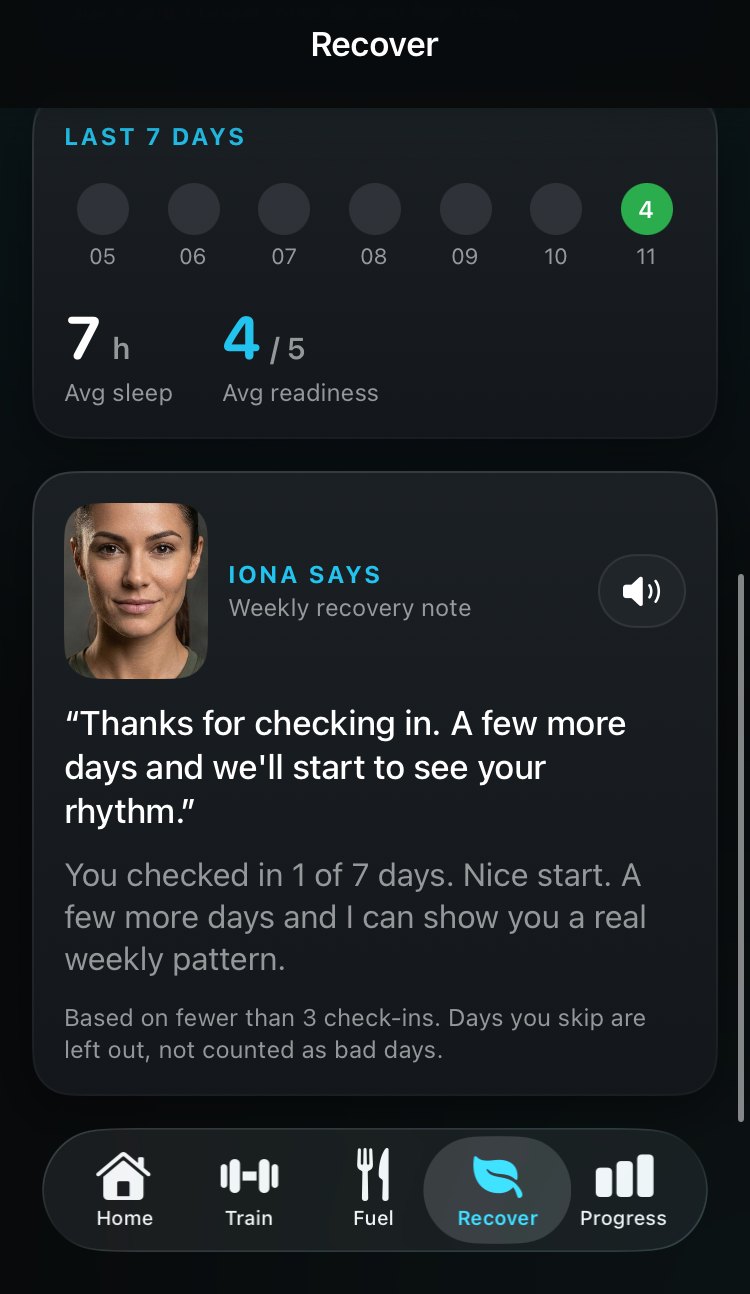 Recover
LAST 7 DAYS
4
05 06 07 08 09 10 11
7 h 4 / 5
Avg sleep Avg readiness
IONA SAYS
Weekly recovery note
“Thanks for checking in. A few more
days and we'll start to see your
rhythm.”
You checked in 1 of 7 days. Nice start. A
few more days and I can show you a real
weekly pattern.
Based on fewer than 3 check-ins. Days you skip are
left out, not counted as bad days.
Home Train Fuel Recover Progress